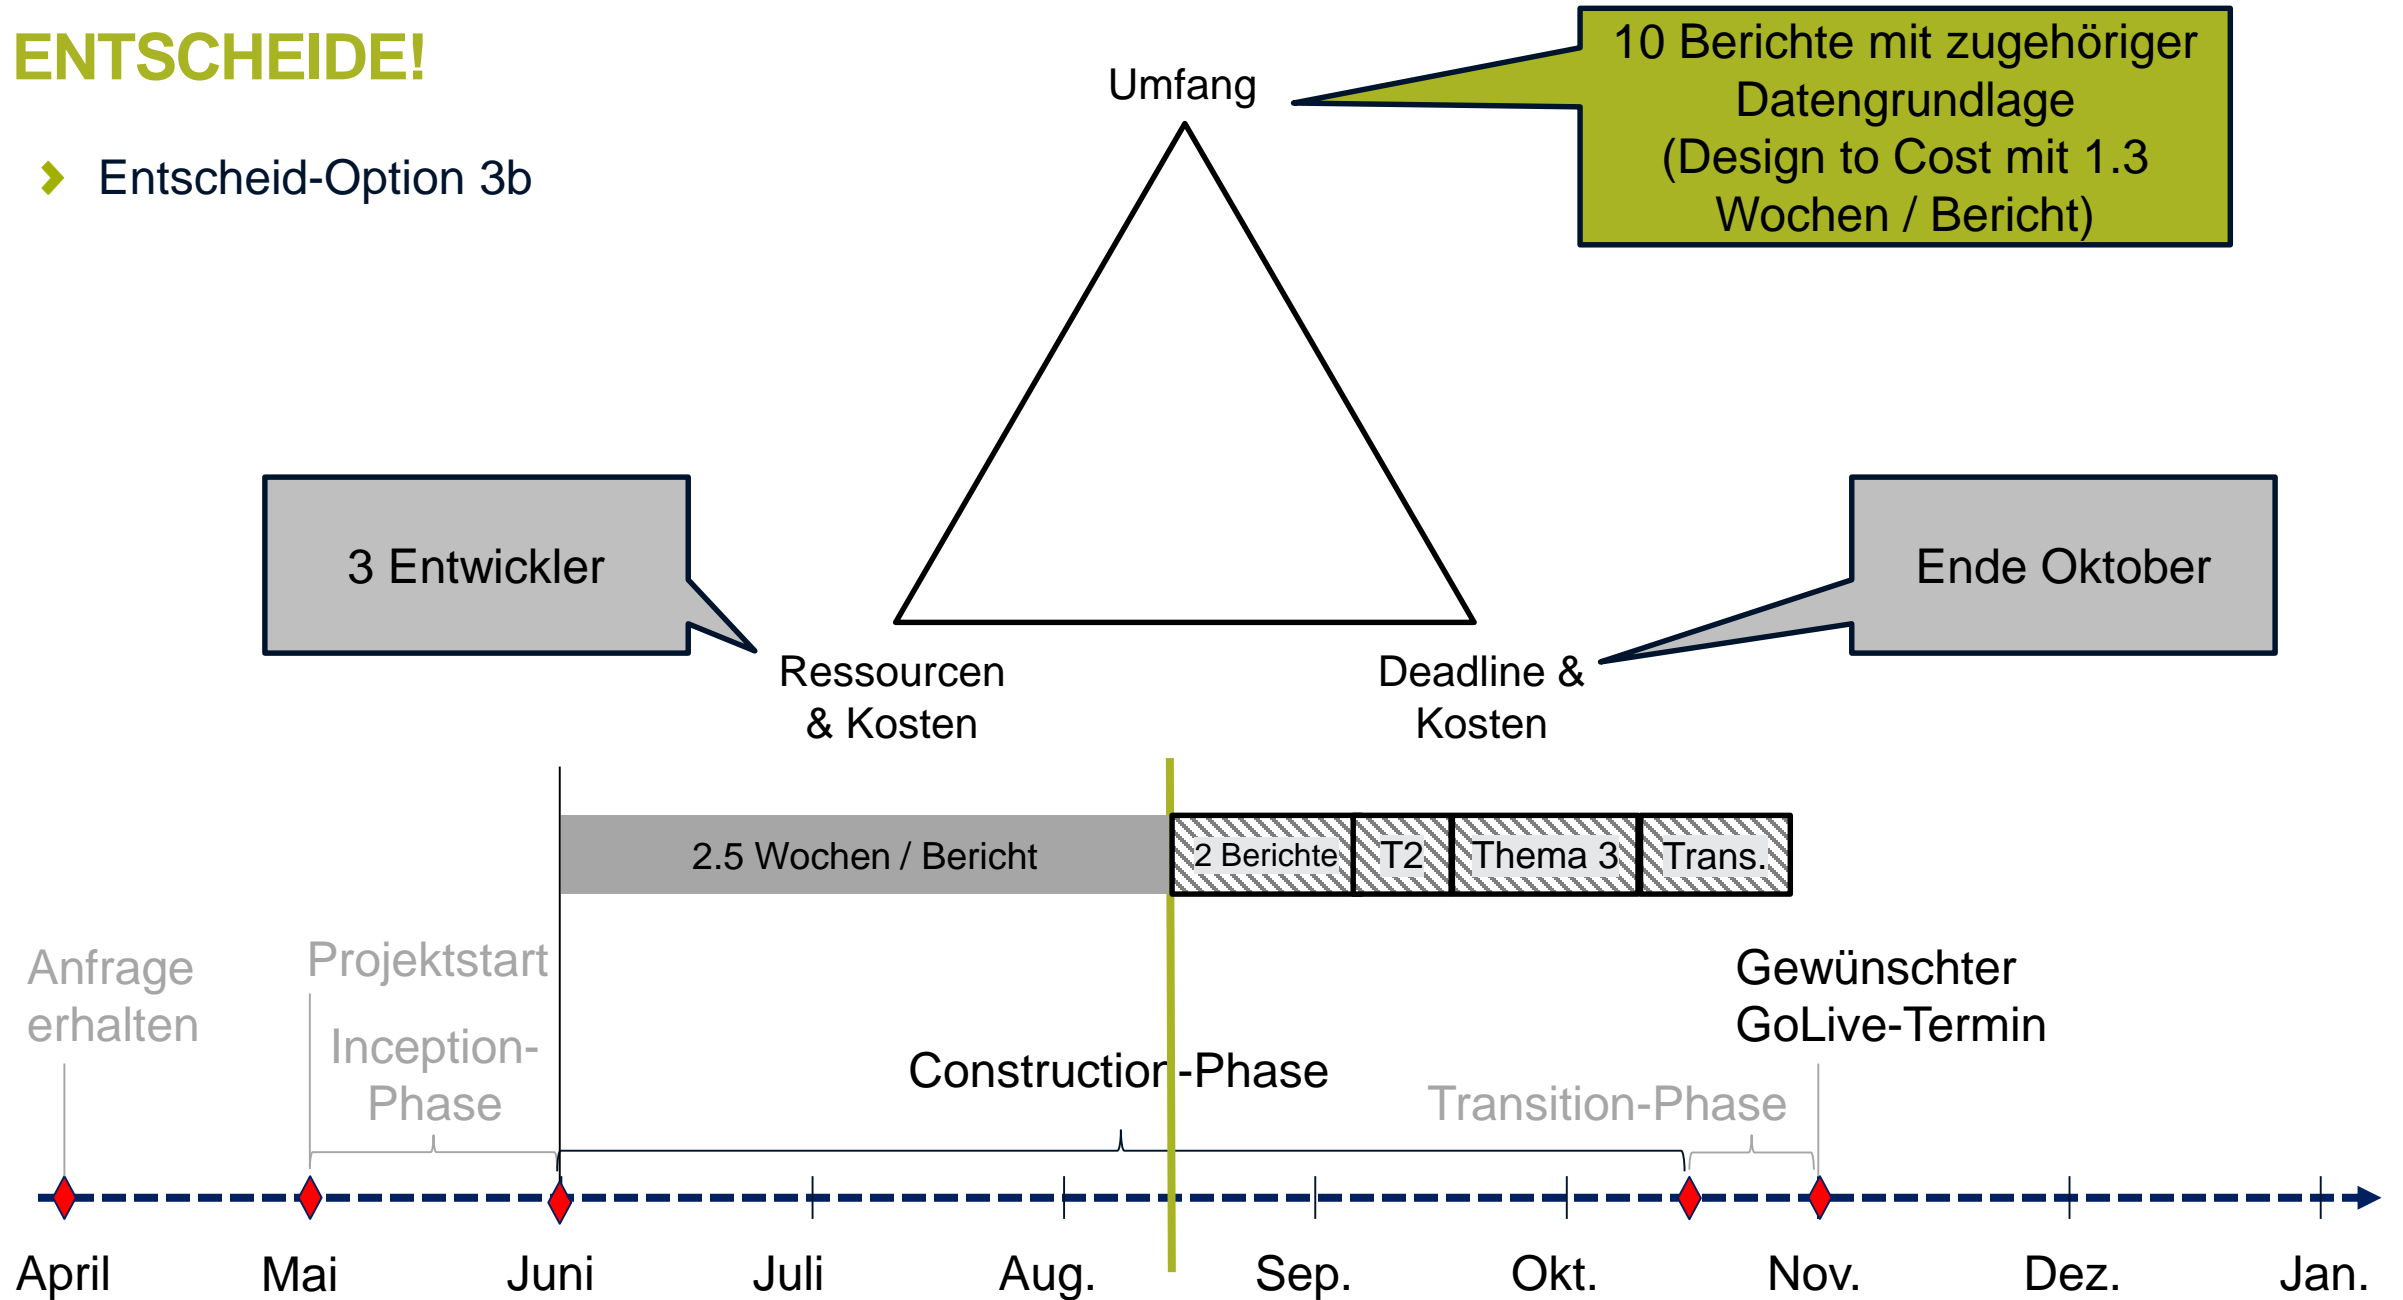 ENTSCHEIDE!
Entscheid-Option 3b
Umfang
10 Berichte mit zugehöriger
Datengrundlage
(Design to Cost mit 1.3
Wochen / Bericht)
3 Entwickler
Ende Oktober
Ressourcen
& Kosten
Deadline &
Kosten
2.5 Wochen / Bericht
2 Berichte
T2
Thema 3
Trans.
Anfrage
erhalten
Projektstart
Inception-
Phase
Construction-Phase
Transition-Phase
Gewünschter
GoLive-Termin
April
Mai
Juni
Juli
Aug.
Sep.
Okt.
Nov.
Dez.
Jan.